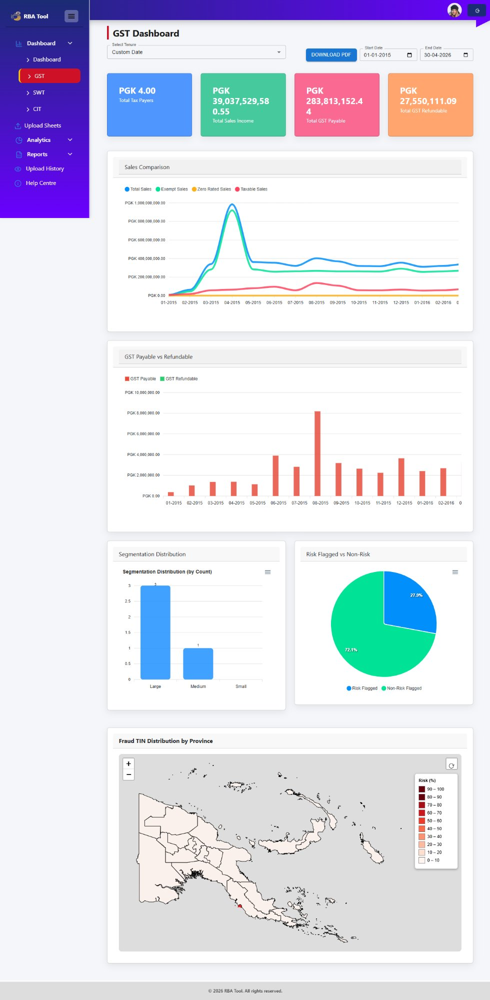 RBA Tool
Dashboard
Dashboard
GST
SWT
CIT
Upload Sheets
Analytics
Reports
Upload History
Help Centre
GST Dashboard
Select Tenure
Custom Date
DOWNLOAD PDF
Start Date
01-01-2015
End Date
30-04-2026
PGK 4.00
Total Tax Payers
PGK
39,037,529,58
0.55
Total Sales Income
PGK
283,813,152.4
4
Total GST Payable
PGK
27,550,111.09
Total GST Refundable
Sales Comparison
Total Sales Exempt Sales Zero Rated Sales Taxable Sales
PGK 1,000,000,000.00
PGK 800,000,000.00
PGK 600,000,000.00
PGK 400,000,000.00
PGK 200,000,000.00
PGK 0.00
01-2015 02-2015 03-2015 04-2015 05-2015 06-2015 07-2015 08-2015 09-2015 10-2015 11-2015 12-2015 01-2016 02-2016 0
GST Payable vs Refundable
GST Payable GST Refundable
PGK 10,000,000.00
PGK 8,000,000.00
PGK 6,000,000.00
PGK 4,000,000.00
PGK 2,000,000.00
PGK 0.00
01-2015 02-2015 03-2015 04-2015 05-2015 06-2015 07-2015 08-2015 09-2015 10-2015 11-2015 12-2015 01-2016 02-2016 0
Segmentation Distribution
Segmentation Distribution (by Count)
3
2.5
2
1.5
1
0.5
0
3
1
Large Medium Small
Risk Flagged vs Non-Risk
27.9%
72.1%
Risk Flagged Non-Risk Flagged
Fraud TIN Distribution by Province
+
−
Risk (%)
90 – 100
80 – 90
70 – 80
60 – 70
50 – 60
40 – 50
30 – 40
20 – 30
10 – 20
0 – 10
© 2026 RBA Tool. All rights reserved.